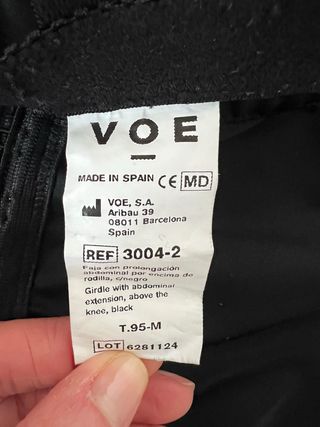 VOE
MADE IN SPAIN CE MD
VOE, S.A.
Aribau 39
08011 Barcelona
Spain
REF 3004-2
Faja con prolongación
abdominal por encima de
rodilla, c/negro
Girdle with abdominal
extension, above the
knee, black
T.95-M
LOT 6281124